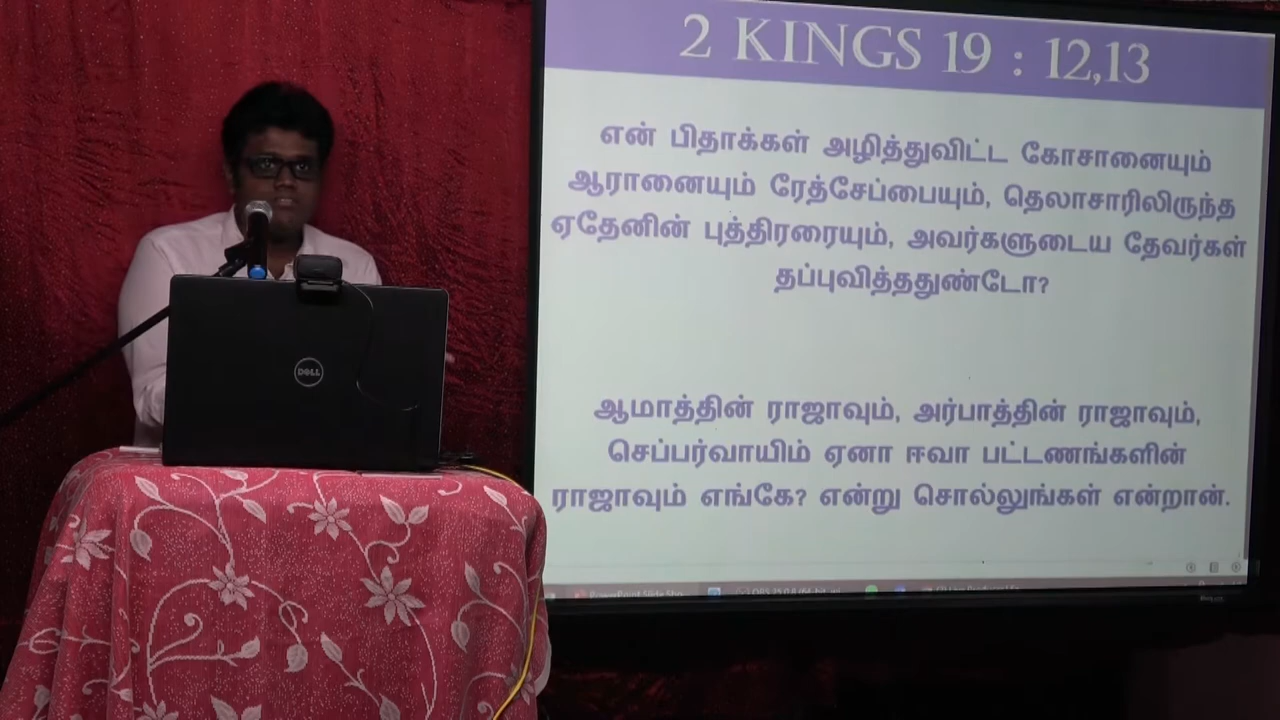 2 KINGS 19 : 12,13
என் பிதாக்கள் அழித்துவிட்ட கோசானையும்
ஆரானையும் ரேத்சேப்பையும், தெலாசாரிலிருந்த
ஏதேனின் புத்திரரையும், அவர்களுடைய தேவர்கள்
தப்புவித்ததுண்டோ?
ஆமாத்தின் ராஜாவும், அர்பாத்தின் ராஜாவும்,
செப்பர்வாயிம் ஏனா ஈவா பட்டணங்களின்
ராஜாவும் எங்கே? என்று சொல்லுங்கள் என்றான்.
DELL